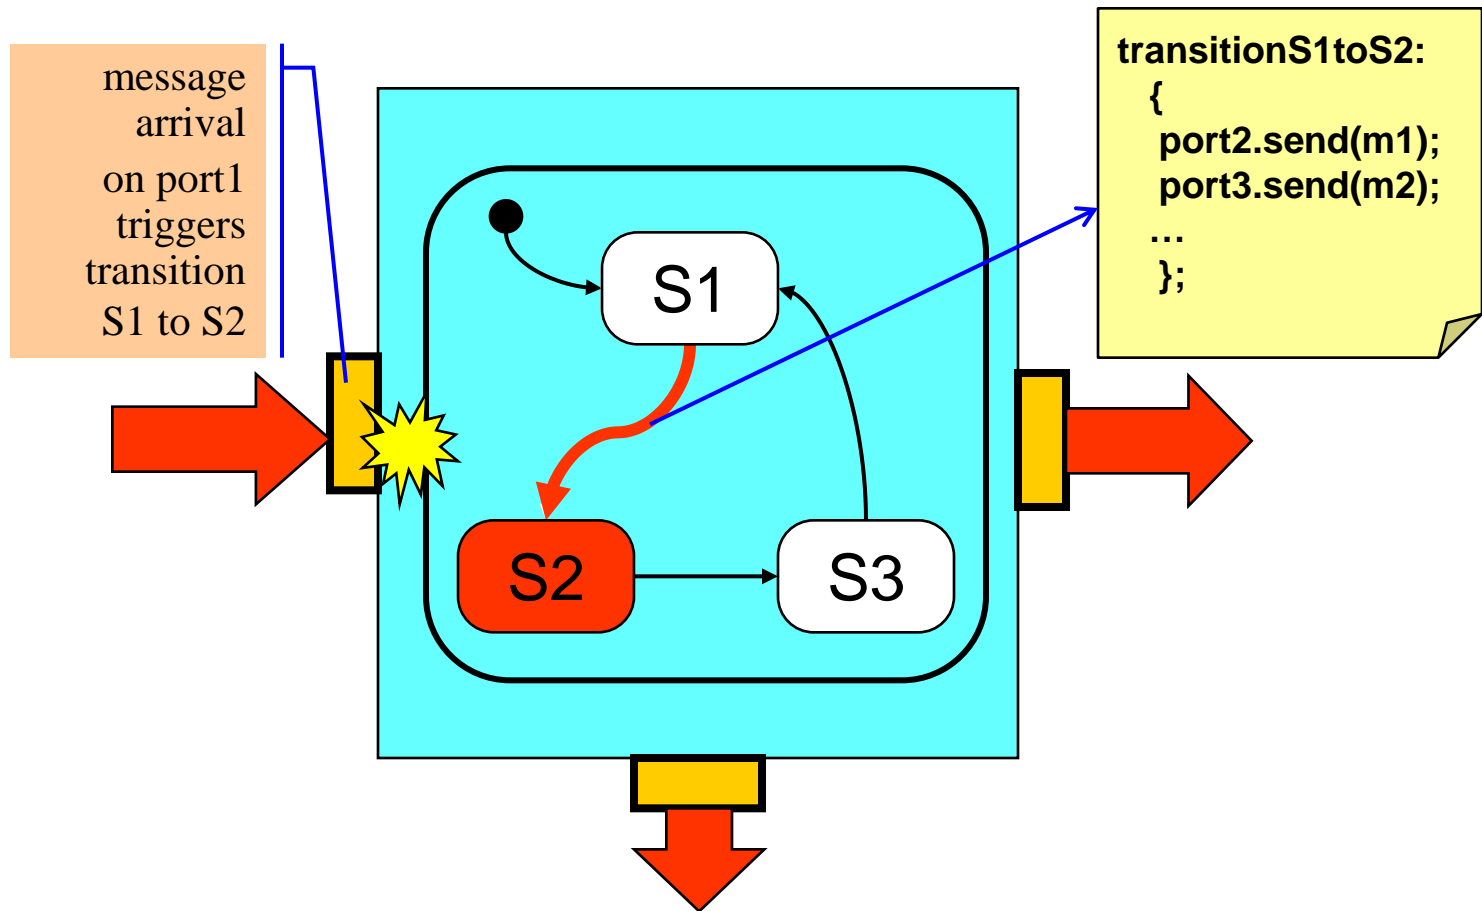 message
arrival
on port1
triggers
transition
S1 to S2
transitionS1toS2:
{
port2.send(m1);
port3.send(m2);
…
};
S1
S2
S3